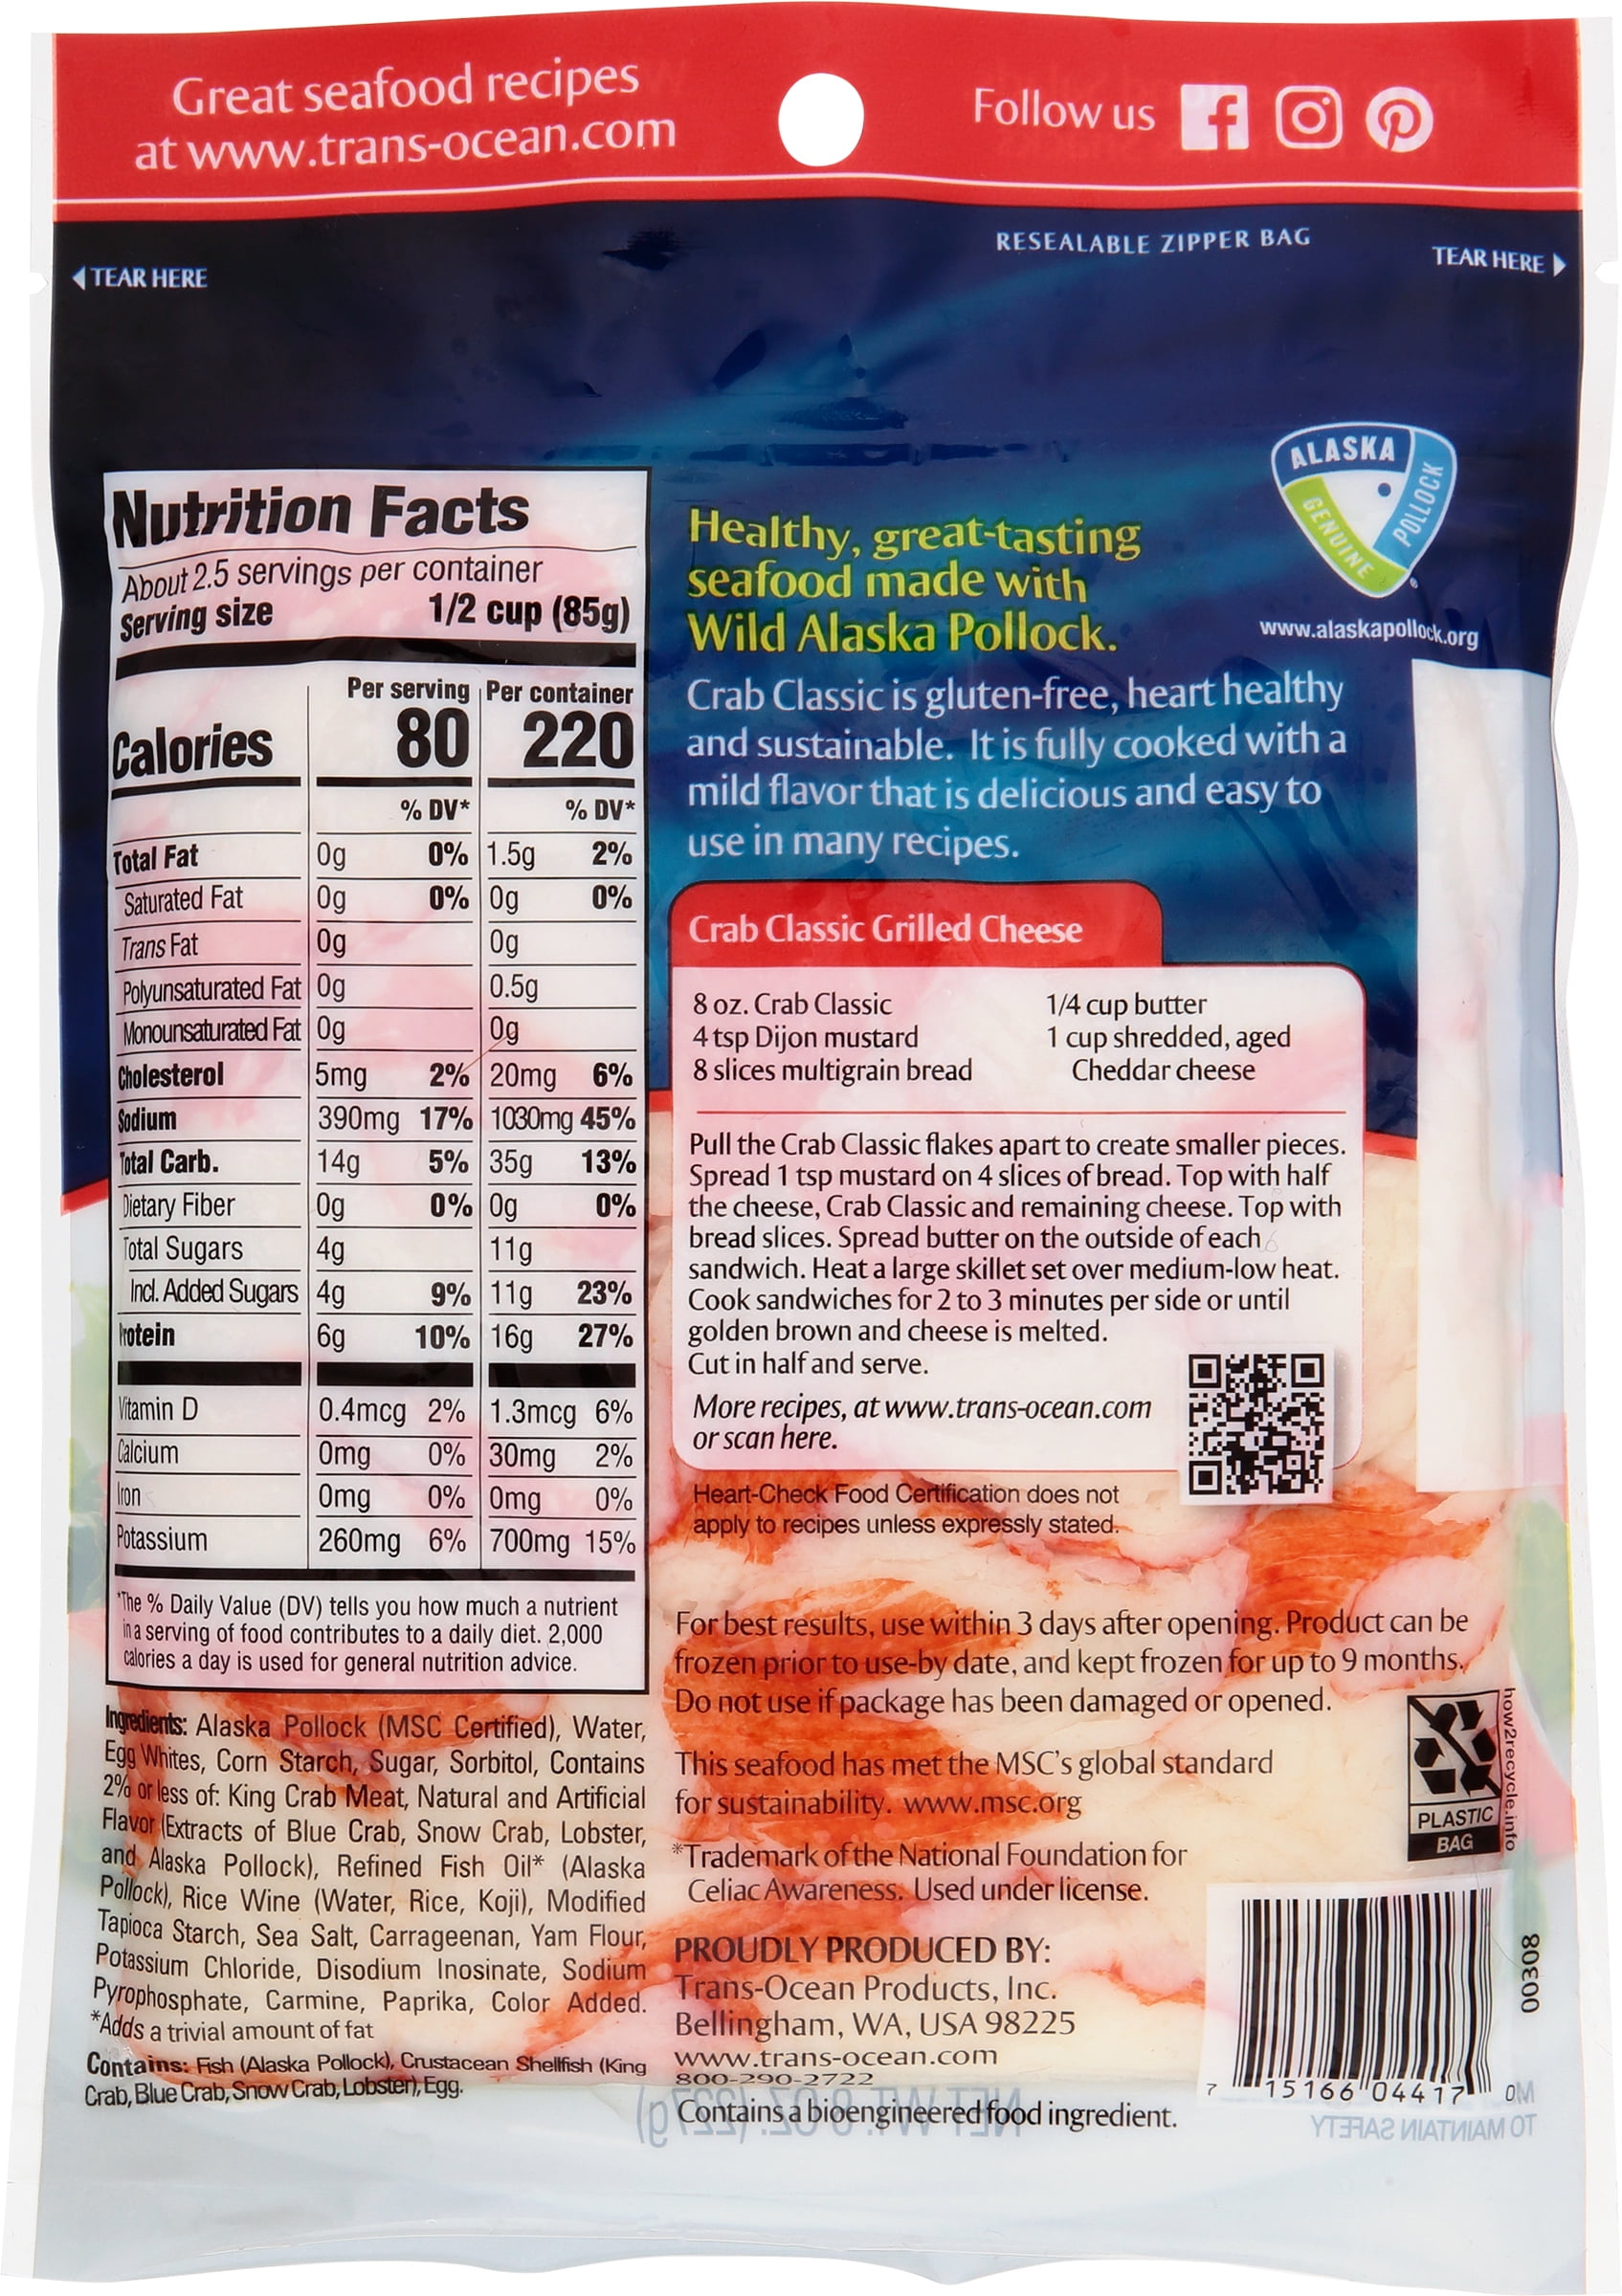 Great seafood recipes
at www.trans-ocean.com
Follow us
RESEALABLE ZIPPER BAG
TEAR HERE
TEAR HERE
ALASKA
POLLOCK
GENUINE
www.alaskapollock.org
Nutrition Facts
About 2.5 servings per container
Serving size 1/2 cup (85g)
Per serving Per container
Calories 80 220
% DV* % DV*
Total Fat 0g 0% 1.5g 2%
Saturated Fat 0g 0% 0g 0%
Trans Fat 0g 0g
Polyunsaturated Fat 0g 0.5g
Monounsaturated Fat 0g 0g
Cholesterol 5mg 2% 20mg 6%
Sodium 390mg 17% 1030mg 45%
Total Carb. 14g 5% 35g 13%
Dietary Fiber 0g 0% 0g 0%
Total Sugars 4g 11g
Incl. Added Sugars 4g 9% 11g 23%
Protein 6g 10% 16g 27%
Vitamin D 0.4mcg 2% 1.3mcg 6%
Calcium 0mg 0% 30mg 2%
Iron 0mg 0% 0mg 0%
Potassium 260mg 6% 700mg 15%
*The % Daily Value (DV) tells you how much a nutrient
in a serving of food contributes to a daily diet. 2,000
calories a day is used for general nutrition advice.
Ingredients: Alaska Pollock (MSC Certified), Water,
Egg Whites, Corn Starch, Sugar, Sorbitol, Contains
2% or less of: King Crab Meat, Natural and Artificial
Flavor (Extracts of Blue Crab, Snow Crab, Lobster,
and Alaska Pollock), Refined Fish Oil* (Alaska
Pollock), Rice Wine (Water, Rice, Koji), Modified
Tapioca Starch, Sea Salt, Carrageenan, Yam Flour,
Potassium Chloride, Disodium Inosinate, Sodium
Pyrophosphate, Carmine, Paprika, Color Added.
*Adds a trivial amount of fat
Contains: Fish (Alaska Pollock), Crustacean Shellfish (King
Crab, Blue Crab, Snow Crab, Lobster), Egg.
Healthy, great-tasting
seafood made with
Wild Alaska Pollock.
Crab Classic is gluten-free, heart healthy
and sustainable. It is fully cooked with a
mild flavor that is delicious and easy to
use in many recipes.
Crab Classic Grilled Cheese
8 oz. Crab Classic
4 tsp Dijon mustard
8 slices multigrain bread
1/4 cup butter
1 cup shredded, aged
Cheddar cheese
Pull the Crab Classic flakes apart to create smaller pieces.
Spread 1 tsp mustard on 4 slices of bread. Top with half
the cheese, Crab Classic and remaining cheese. Top with
bread slices. Spread butter on the outside of each
sandwich. Heat a large skillet set over medium-low heat.
Cook sandwiches for 2 to 3 minutes per side or until
golden brown and cheese is melted.
Cut in half and serve.
More recipes, at www.trans-ocean.com
or scan here.
Heart-Check Food Certification does not
apply to recipes unless expressly stated.
For best results, use within 3 days after opening. Product can be
frozen prior to use-by date, and kept frozen for up to 9 months.
Do not use if package has been damaged or opened.
This seafood has met the MSC's global standard
for sustainability. www.msc.org
*Trademark of the National Foundation for
Celiac Awareness. Used under license.
PROUDLY PRODUCED BY:
Trans-Ocean Products, Inc.
Bellingham, WA, USA 98225
www.trans-ocean.com
800-290-2722
Contains a bioengineered food ingredient.
NET WT. 8 OZ. (227g)
PLASTIC
BAG
how2recycle.info
00308
7 15166 04417 0
TO MAINTAIN SAFETY